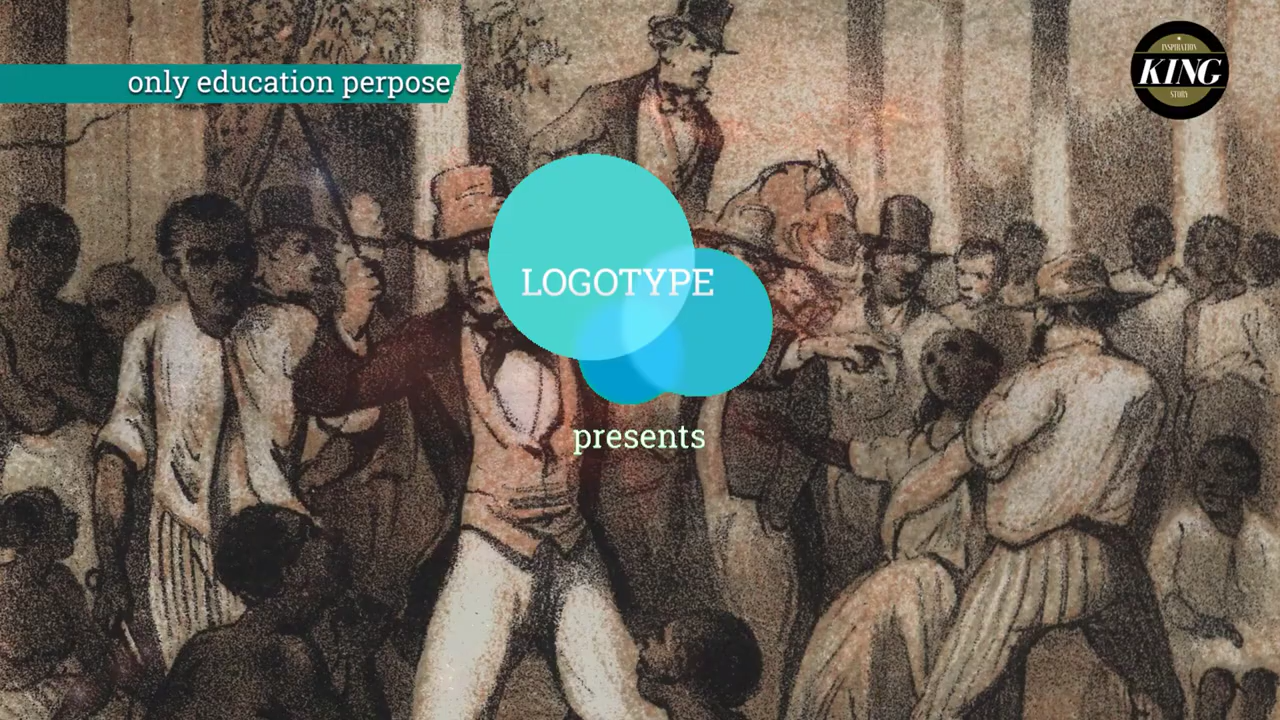 only education perpose
INSPIRATION
KING
STORY
LOGOTYPE
presents